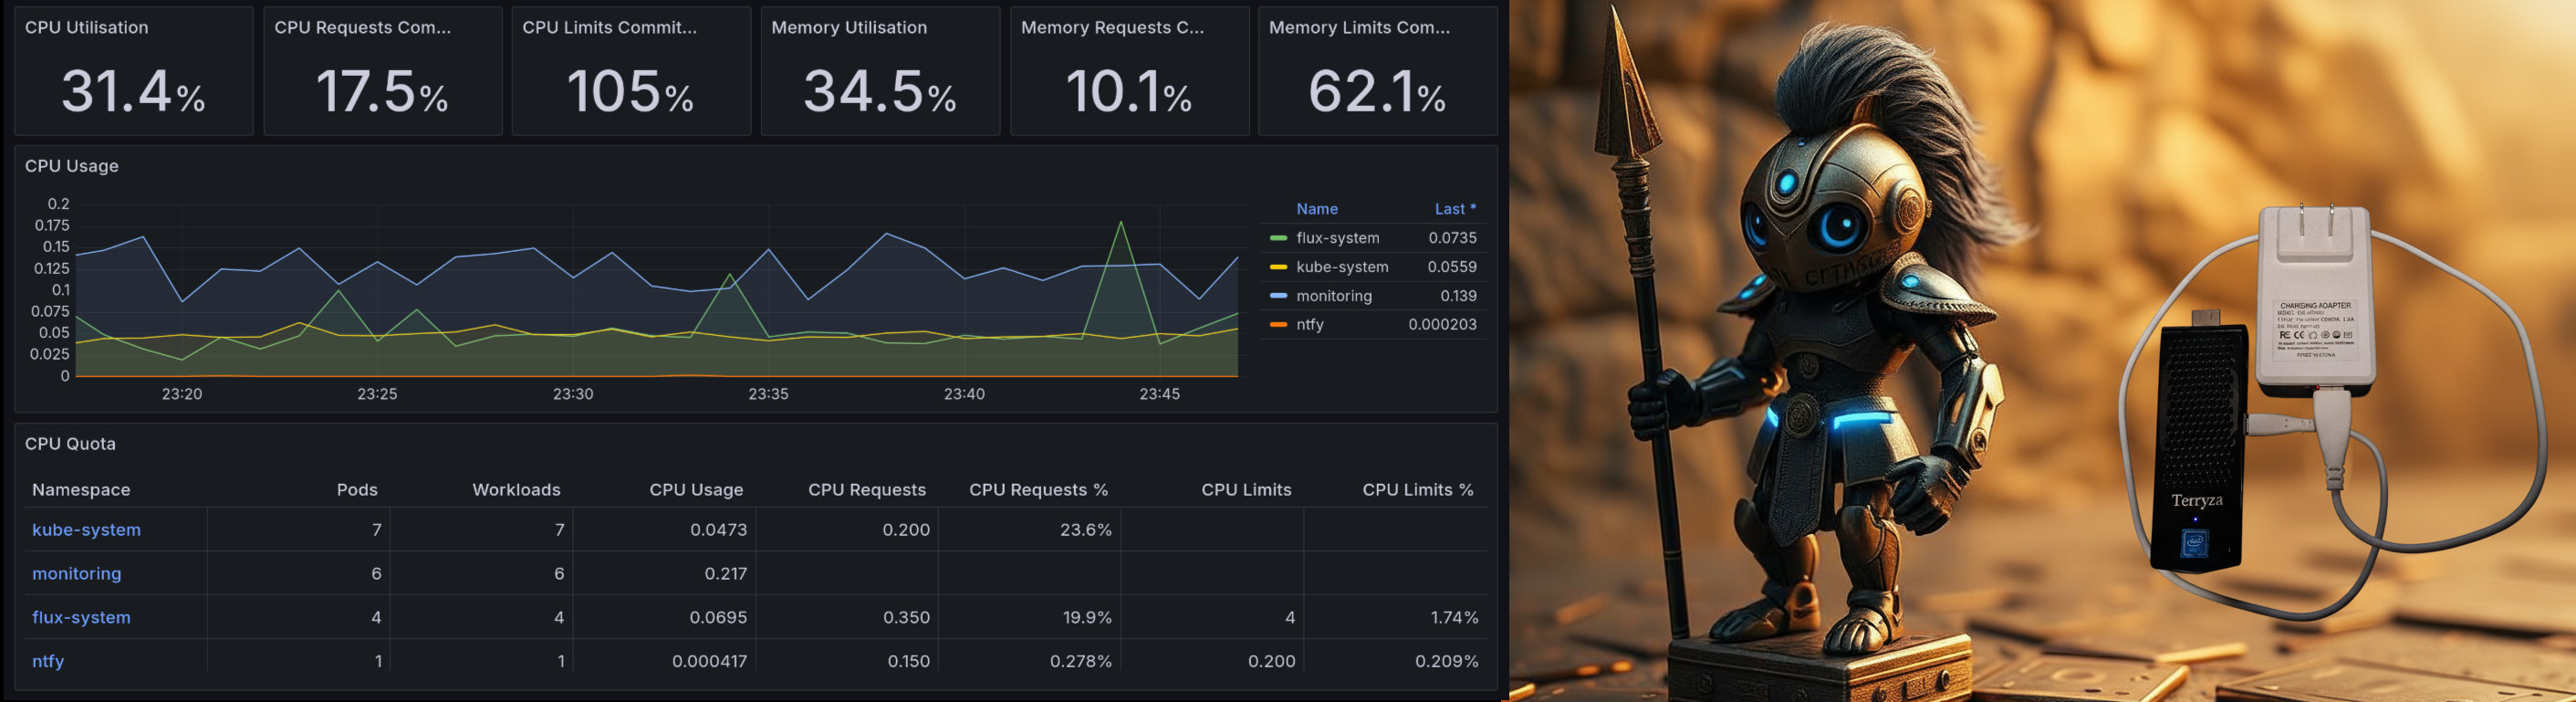 CPU Utilisation
31.4%
CPU Requests Com...
17.5%
CPU Limits Commit...
105%
Memory Utilisation
34.5%
Memory Requests C...
10.1%
Memory Limits Com...
62.1%
CPU Usage
0.2
0.175
0.15
0.125
0.1
0.075
0.05
0.025
0
23:20 23:25 23:30 23:35 23:40 23:45
Name Last *
flux-system 0.0735
kube-system 0.0559
monitoring 0.139
ntfy 0.000203
CPU Quota
Namespace Pods Workloads CPU Usage CPU Requests CPU Requests % CPU Limits CPU Limits %
kube-system 7 7 0.0473 0.200 23.6%
monitoring 6 6 0.217
flux-system 4 4 0.0695 0.350 19.9% 4 1.74%
ntfy 1 1 0.000417 0.150 0.278% 0.200 0.209%
Terryza
intel